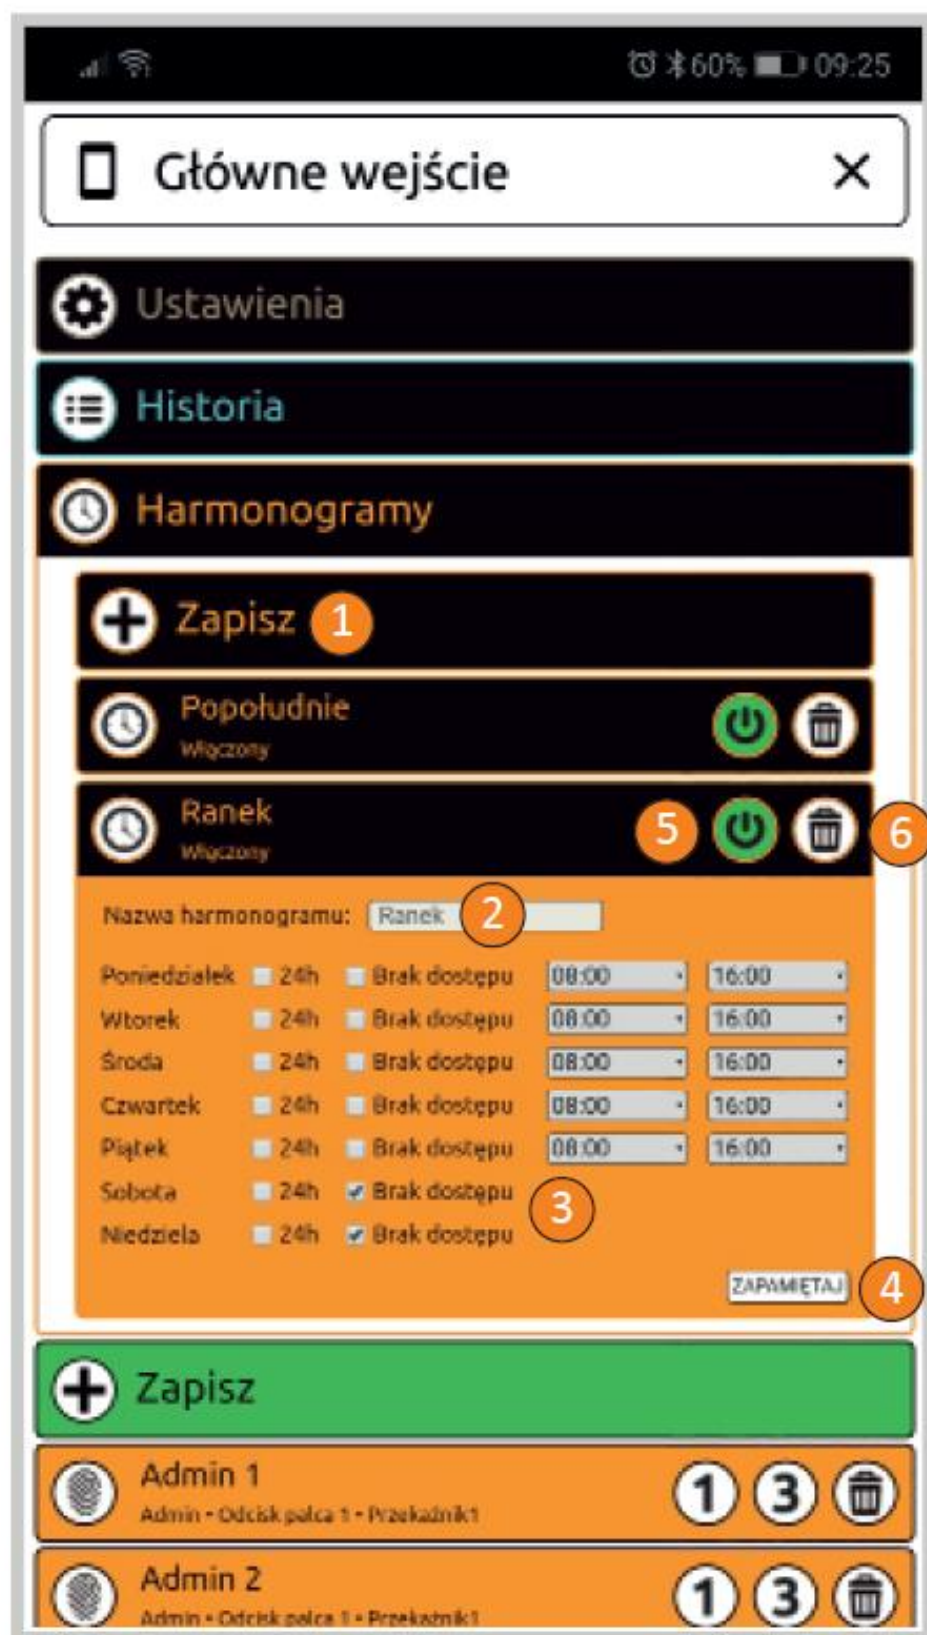 60% 09:25
Główne wejście
Ustawienia
Historia
Harmonogramy
Zapisz 1
Popołudnie
Włączony
Ranek
Włączony
5 6
Nazwa harmonogramu: Ranek 2
Poniedziałek 24h Brak dostępu 08:00 16:00
Wtorek 24h Brak dostępu 08:00 16:00
Środa 24h Brak dostępu 08:00 16:00
Czwartek 24h Brak dostępu 08:00 16:00
Piątek 24h Brak dostępu 08:00 16:00
Sobota 24h Brak dostępu
3
Niedziela 24h Brak dostępu
ZAPAMIĘTAJ 4
Zapisz
Admin 1 1 3
Admin • Odcisk palca 1 • Przekaźnik1
Admin 2 1 3
Admin • Odcisk palca 1 • Przekaźnik1